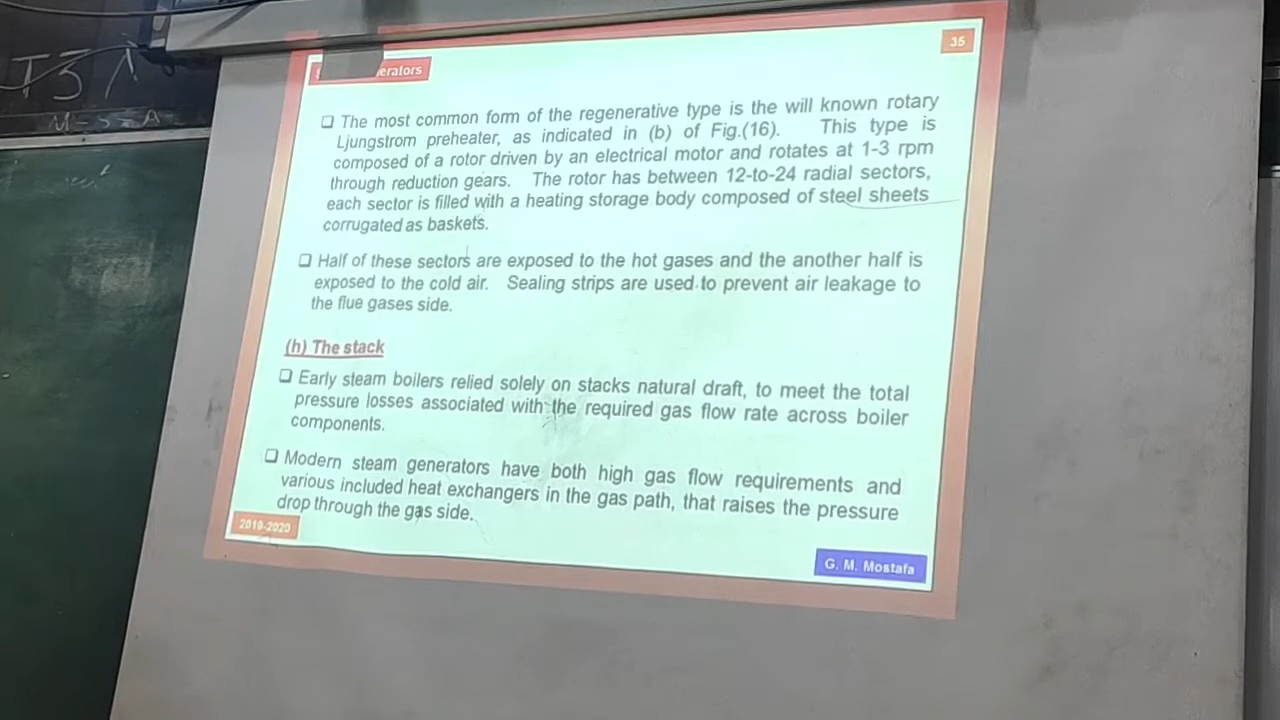 35
erators
❑ The most common form of the regenerative type is the will known rotary
Ljungstrom preheater, as indicated in (b) of Fig.(16). This type is
composed of a rotor driven by an electrical motor and rotates at 1-3 rpm
through reduction gears. The rotor has between 12-to-24 radial sectors,
each sector is filled with a heating storage body composed of steel sheets
corrugated as baskets.
❑ Half of these sectors are exposed to the hot gases and the another half is
exposed to the cold air. Sealing strips are used to prevent air leakage to
the flue gases side.
(h) The stack
❑ Early steam boilers relied solely on stacks natural draft, to meet the total
pressure losses associated with the required gas flow rate across boiler
components.
❑ Modern steam generators have both high gas flow requirements and
various included heat exchangers in the gas path, that raises the pressure
drop through the gas side.
2019-2020
G. M. Mostafa